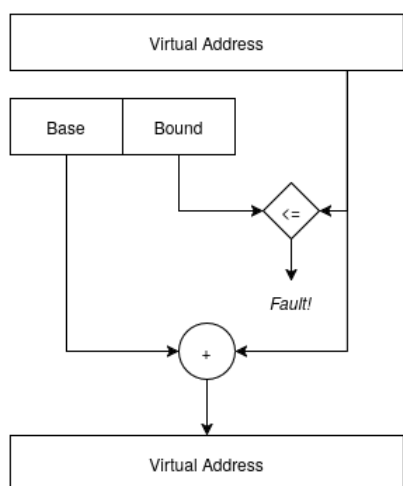 Virtual Address
Base
Bound
<=
Fault!
+
Virtual Address